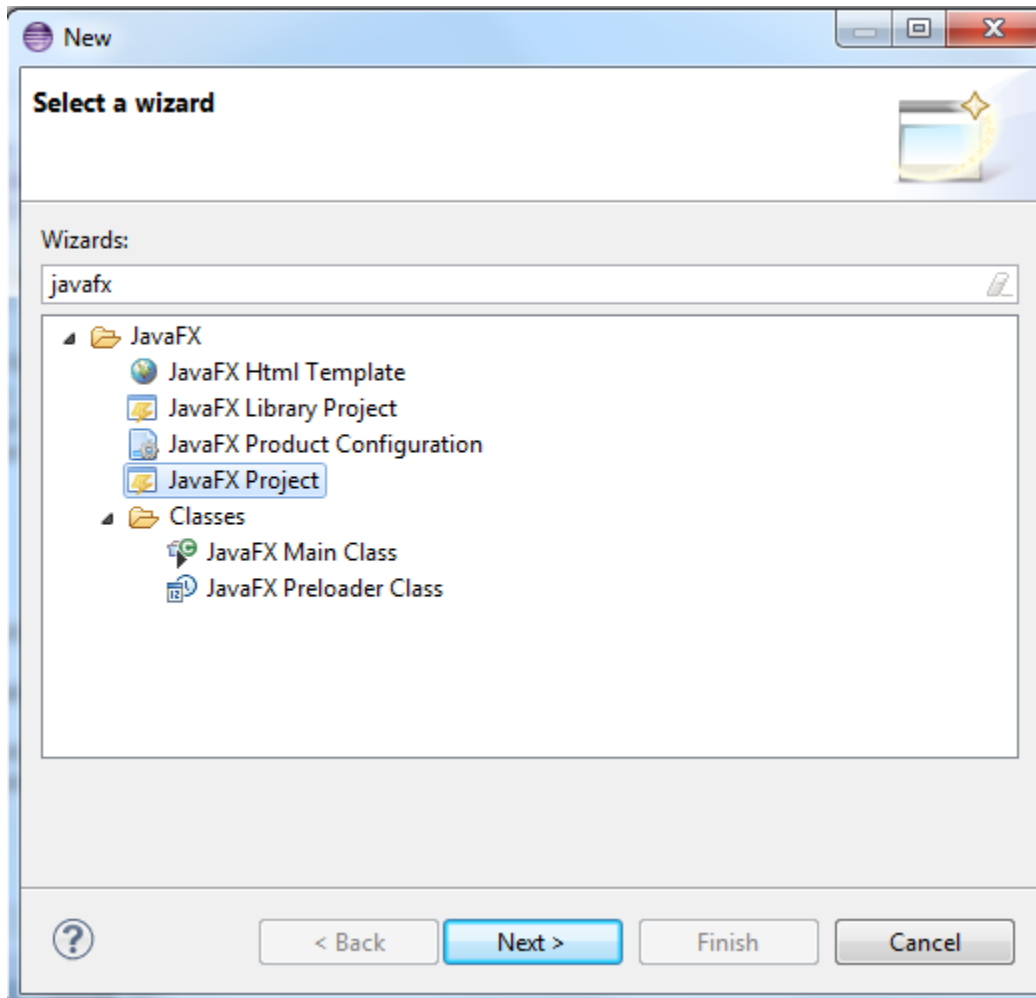 New
Select a wizard
Wizards:
javafx
JavaFX
JavaFX Html Template
JavaFX Library Project
JavaFX Product Configuration
JavaFX Project
Classes
JavaFX Main Class
JavaFX Preloader Class
? < Back Next > Finish Cancel